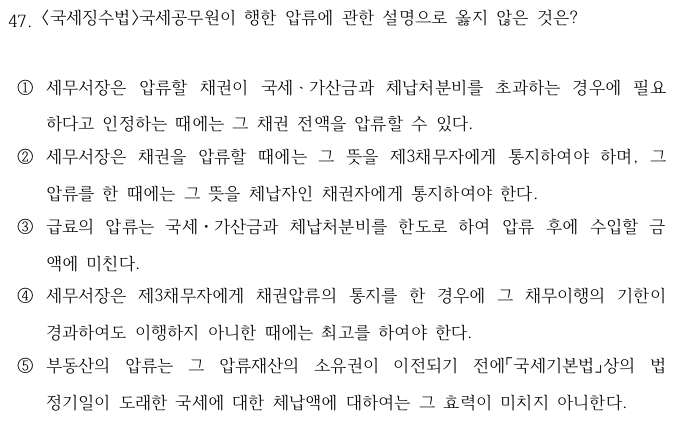 47. 〈국세징수법〉국세공무원이 행한 압류에 관한 설명으로 옳지 않은 것은?
① 세무서장은 압류할 채권이 국세ㆍ가산금과 체납처분비를 초과하는 경우에 필요
하다고 인정하는 때에는 그 채권 전액을 압류할 수 있다.
② 세무서장은 채권을 압류할 때에는 그 뜻을 제3채무자에게 통지하여야 하며, 그
압류를 한 때에는 그 뜻을 체납자인 채권자에게 통지하여야 한다.
③ 급료의 압류는 국세・가산금과 체납처분비를 한도로 하여 압류 후에 수입할 금
액에 미친다.
④ 세무서장은 제3채무자에게 채권압류의 통지를 한 경우에 그 채무이행의 기한이
경과하여도 이행하지 아니한 때에는 최고를 하여야 한다.
⑤ 부동산의 압류는 그 압류재산의 소유권이 이전되기 전에「국세기본법」상의 법
정기일이 도래한 국세에 대한 체납액에 대하여는 그 효력이 미치지 아니한다.